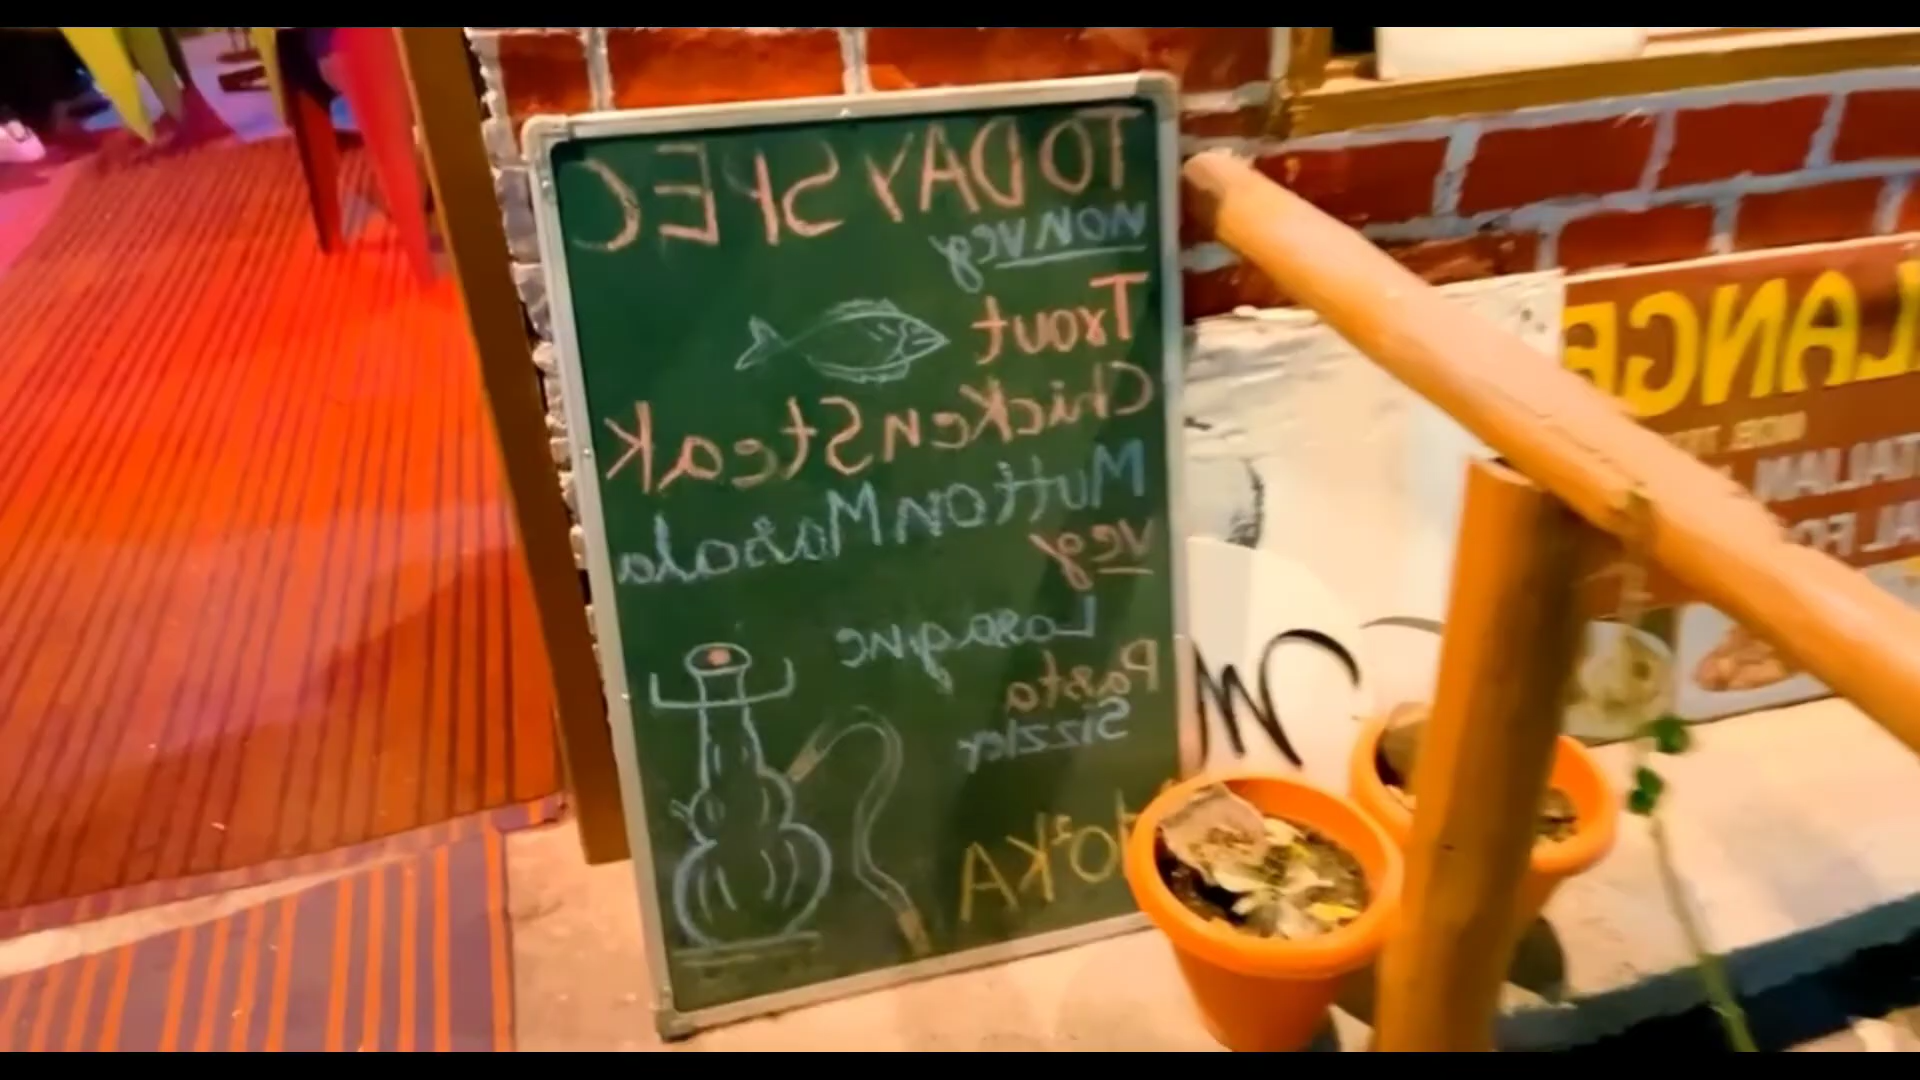 TODAY SPEC
NON veg
Trout
Chicken Steak
Mutton Masala
veg
Lasagne
Pasta
Sizzler
LANGE